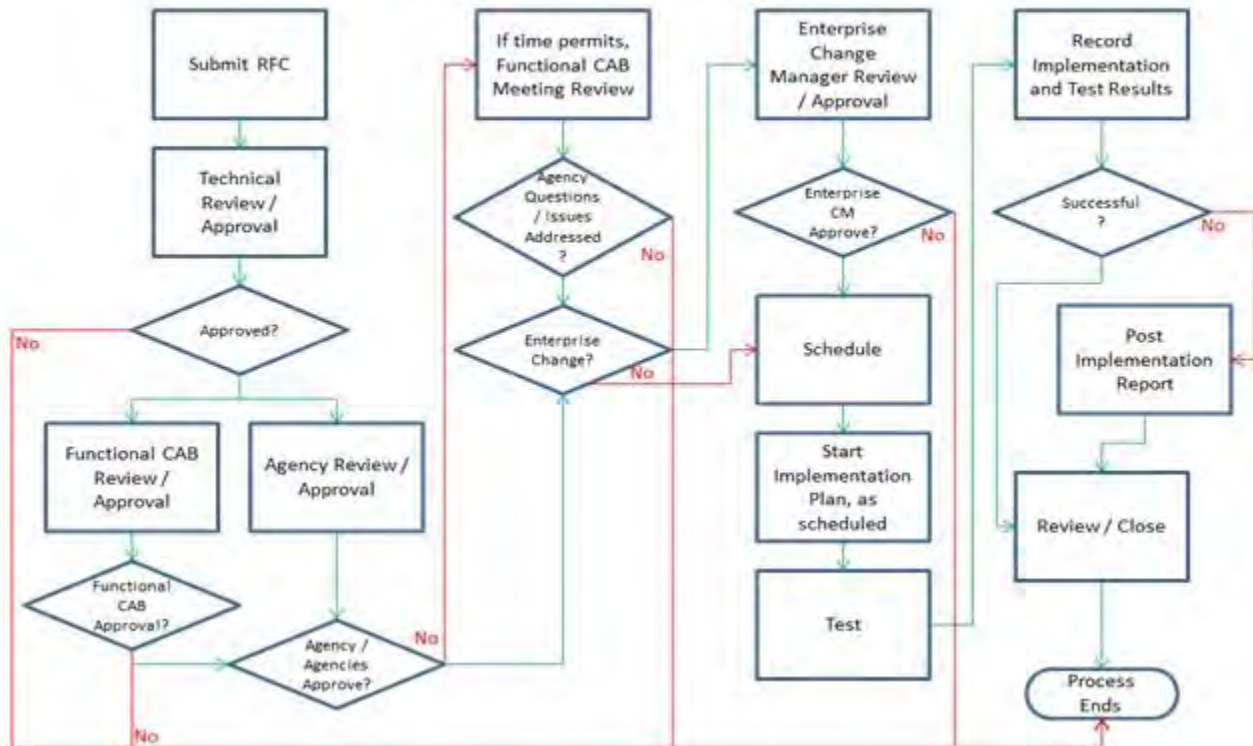 Submit RFC
Technical
Review /
Approval
Approved?
No
Functional CAB
Review /
Approval
Agency Review /
Approval
Functional
CAB
Approval?
No
Agency /
Agencies
Approve?
No
If time permits,
Functional CAB
Meeting Review
Agency
Questions
/ Issues
Addressed
?
No
Enterprise
Change?
No
Enterprise
Change Manager
Review
/ Approval
Enterprise
CM
Approve?
No
Schedule
Start
Implementation
Plan, as
scheduled
Test
Record
Implementation
and Test Results
Successful
?
No
Post
Implementation
Report
Review / Close
Process
Ends